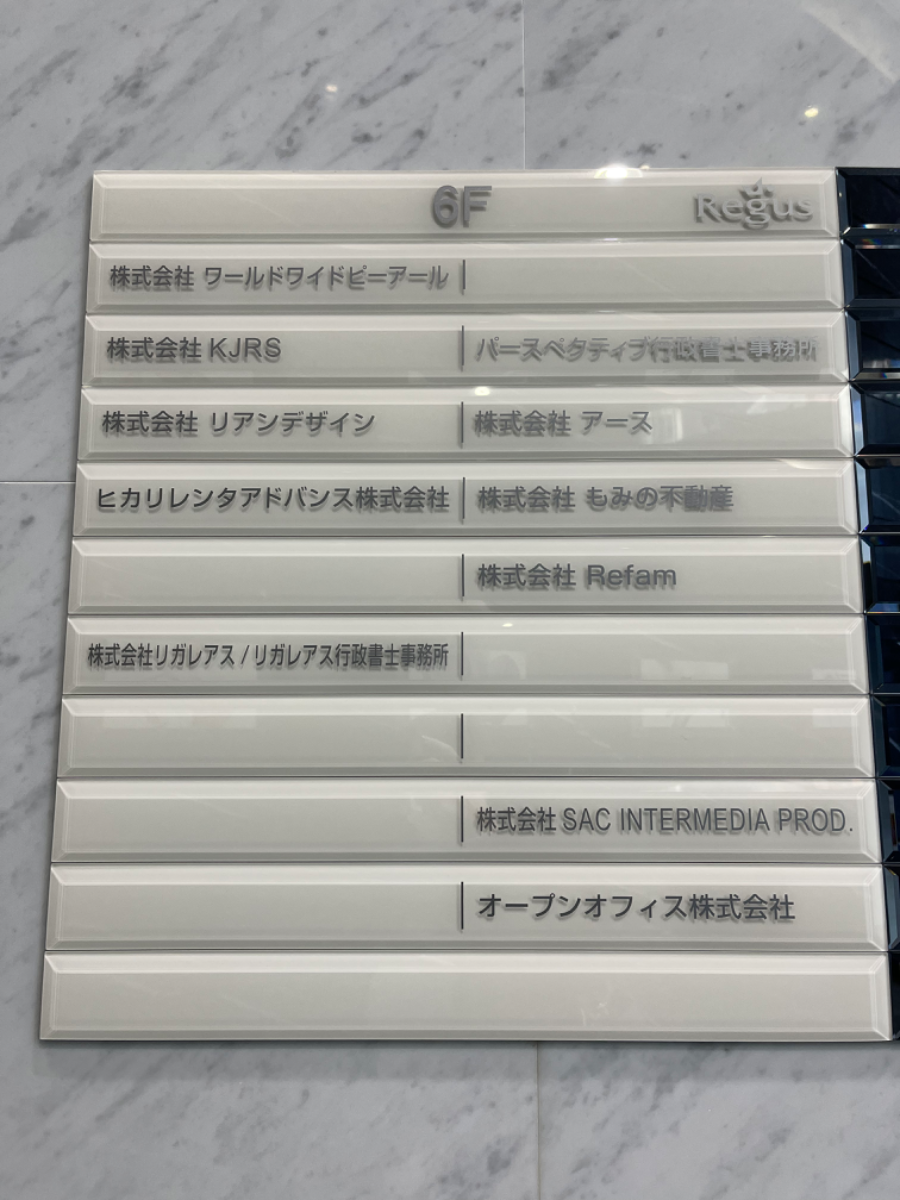 6F Regus
株式会社 ワールドワイドピーアール
株式会社 KJRS パースペクティブ行政書士事務所
株式会社 リアンデザイン 株式会社 アース
ヒカリレンタアドバンス株式会社 株式会社 もみの不動産
株式会社 Refam
株式会社リガレアス / リガレアス行政書士事務所
株式会社 SAC INTERMEDIA PROD.
オープンオフィス株式会社